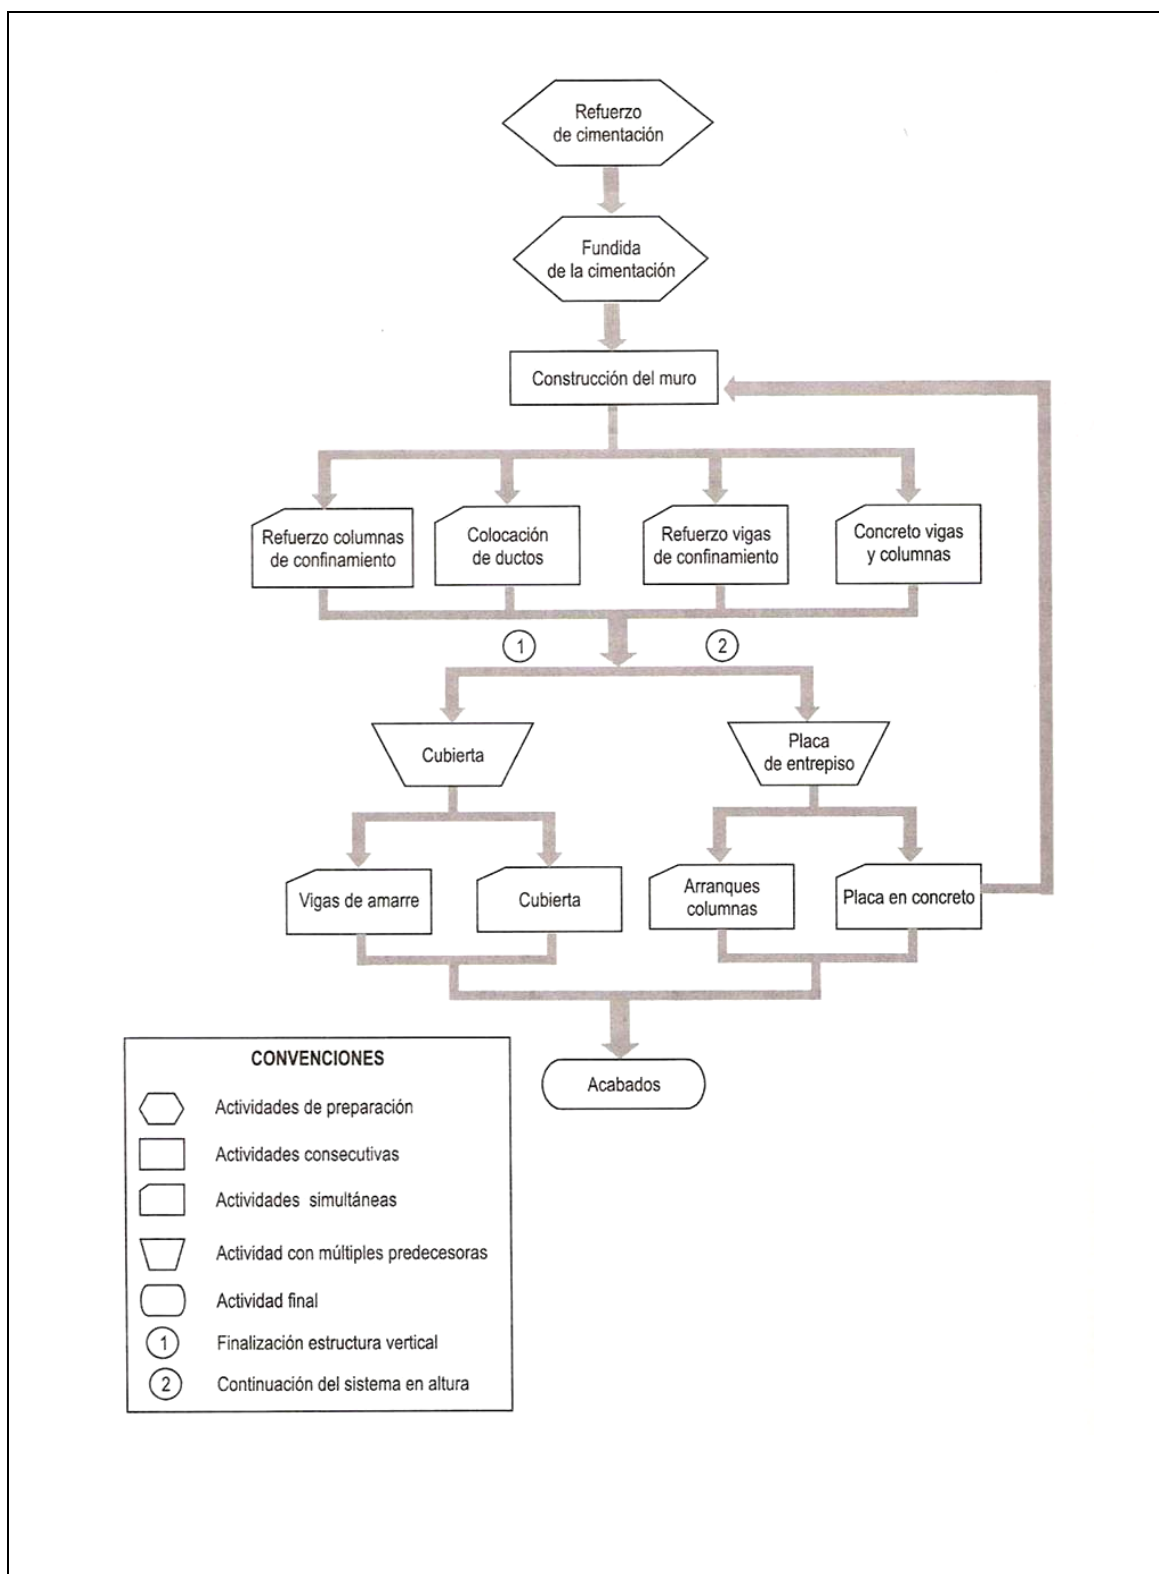 Refuerzo
de cimentación
Fundida
de la cimentación
Construcción del muro
Refuerzo columnas
de confinamiento
Colocación
de ductos
Refuerzo vigas
de confinamiento
Concreto vigas
y columnas
1
2
Cubierta
Placa
de entrepiso
Vigas de amarre
Cubierta
Arranques
columnas
Placa en concreto
Acabados
CONVENCIONES
Actividades de preparación
Actividades consecutivas
Actividades simultáneas
Actividad con múltiples predecesoras
Actividad final
1 Finalización estructura vertical
2 Continuación del sistema en altura